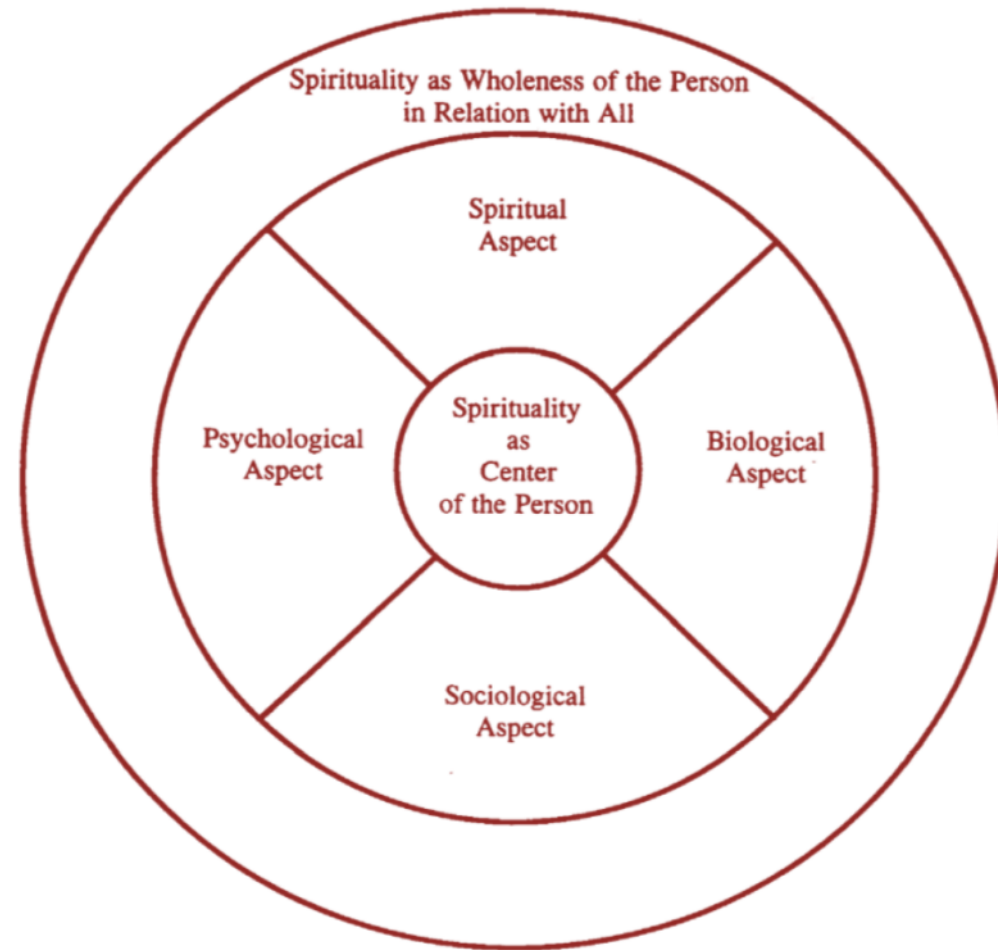 Spirituality as Wholeness of the Person
in Relation with All
Spiritual
Aspect
Psychological
Aspect
Spirituality
as
Center
of the Person
Biological
Aspect
Sociological
Aspect